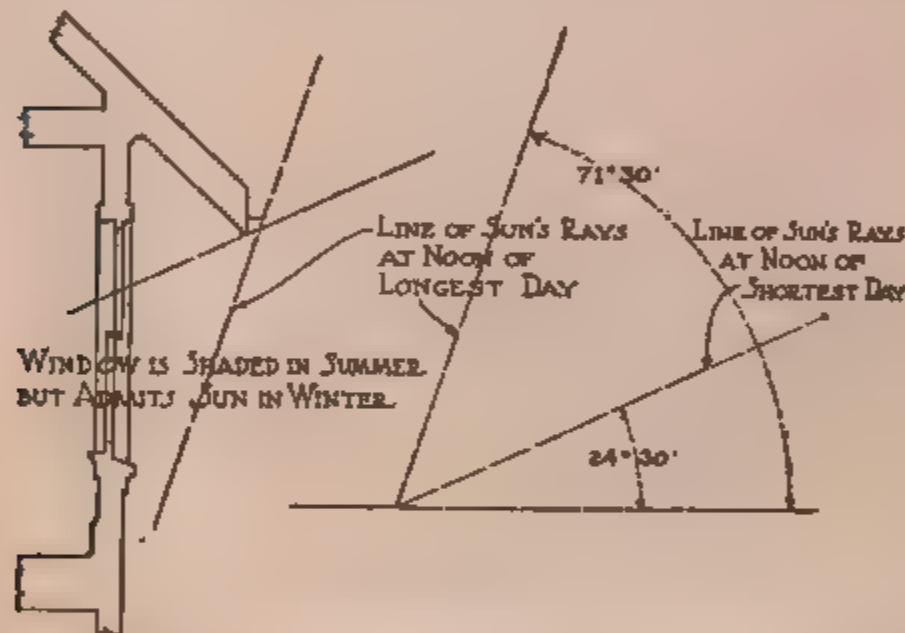 71°30'
LINE OF SUN'S RAYS
AT NOON OF
LONGEST DAY
LINE OF SUN'S RAYS
AT NOON OF
SHORTEST DAY
WINDOW IS SHADED IN SUMMER
BUT ADMITS SUN IN WINTER.
24°30'